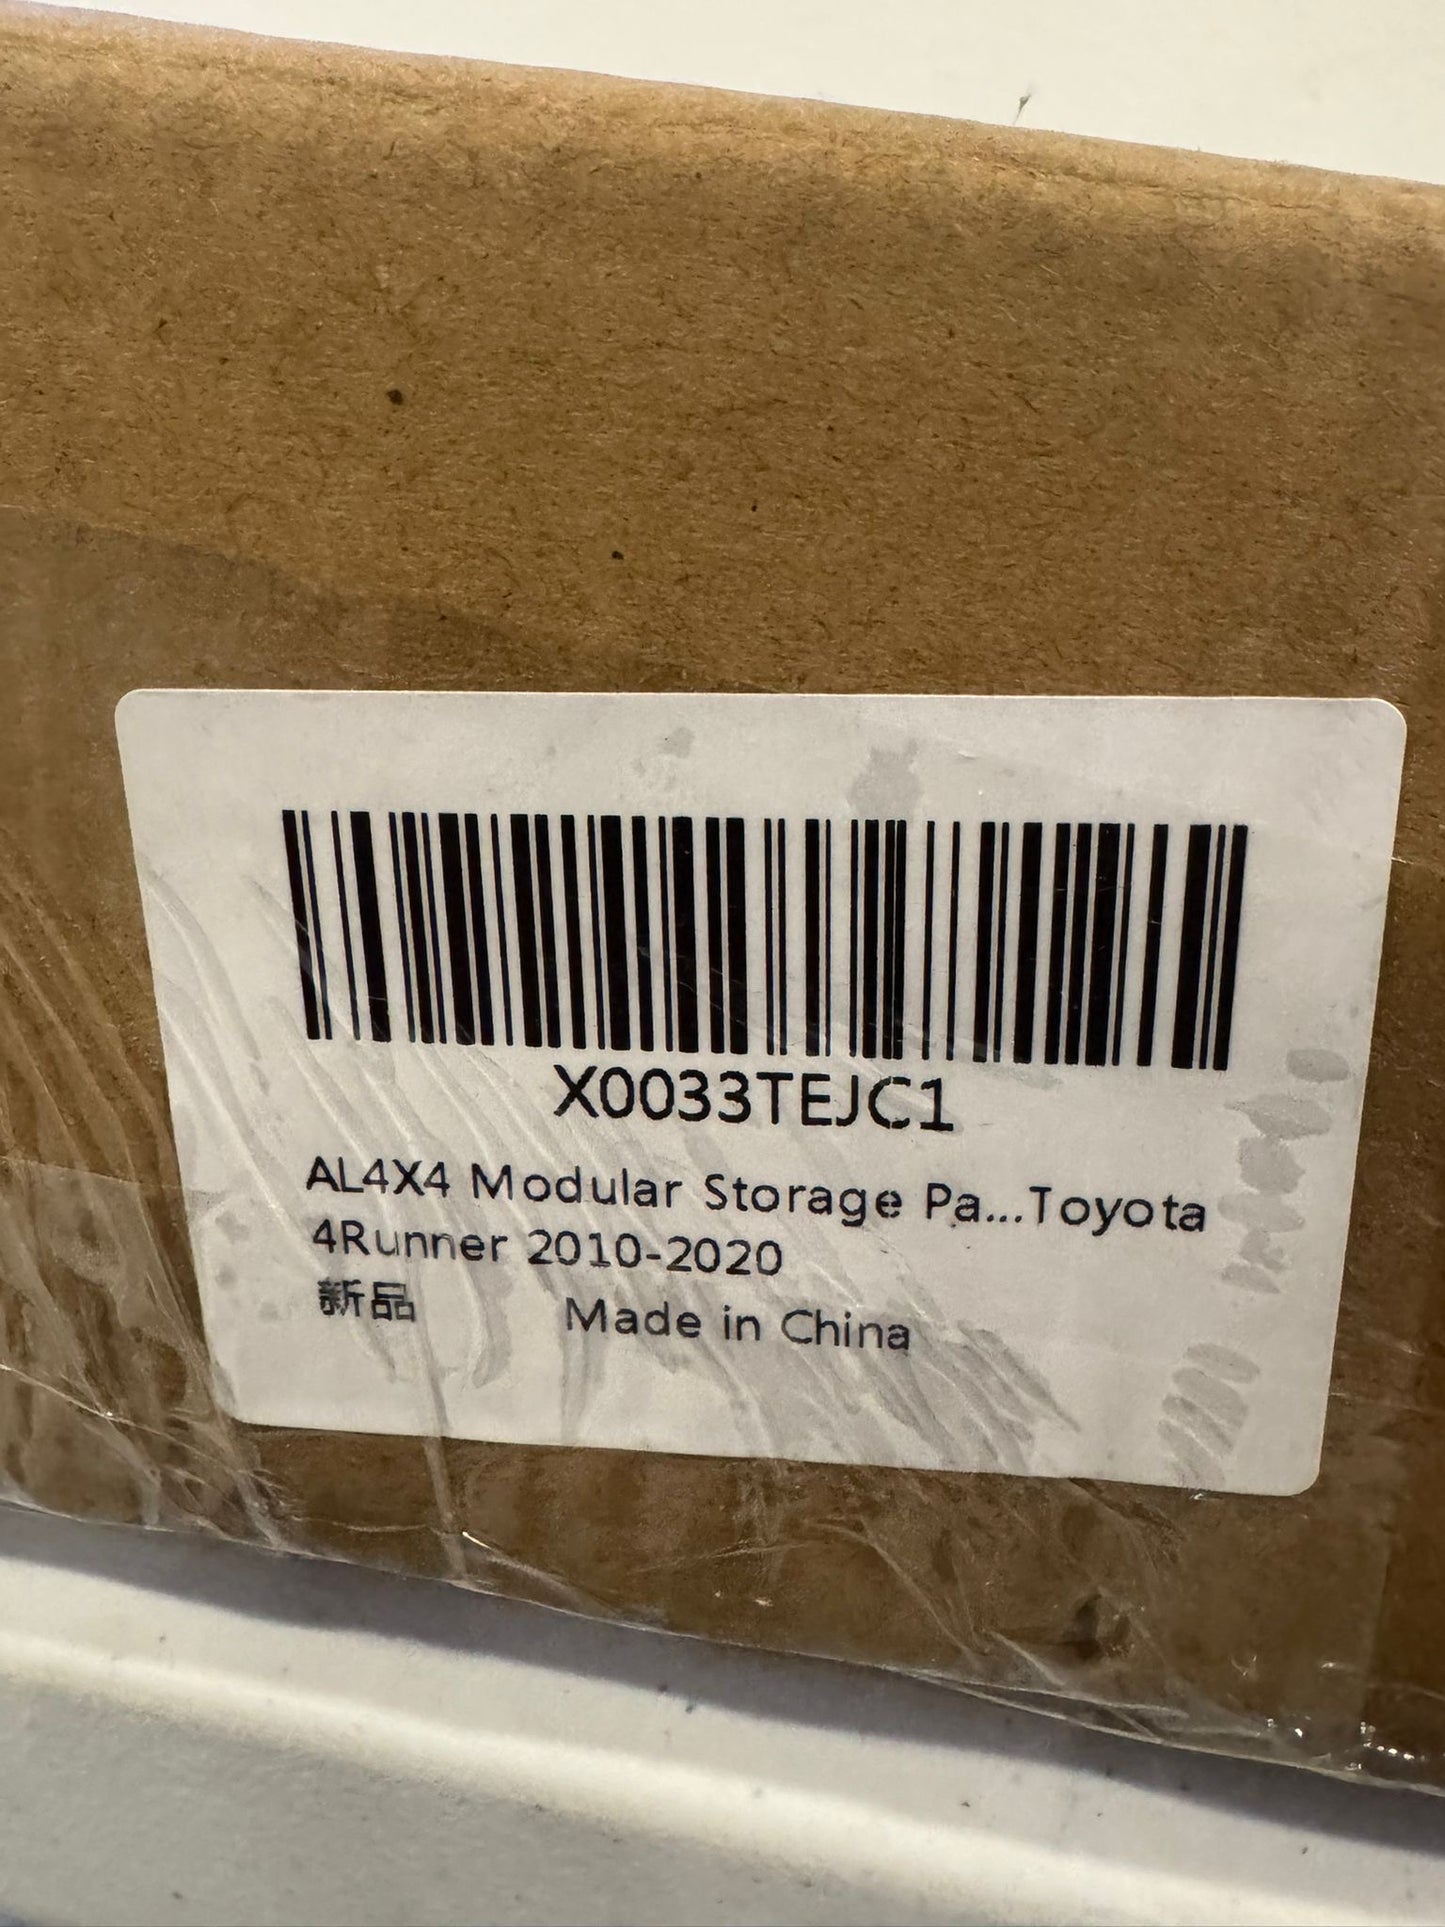 X0033TEJC1
AL4X4 Modular Storage Pa...Toyota
4Runner 2010-2020
新品 Made in China